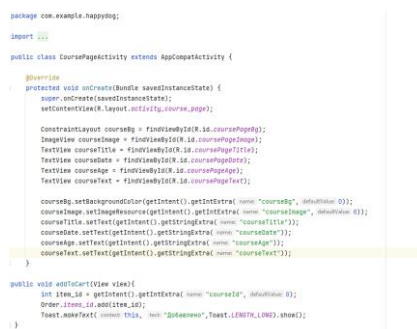 package com.example.happydog;
import ...
public class CoursePageActivity extends AppCompatActivity {
@Override
protected void onCreate(Bundle savedInstanceState) {
super.onCreate(savedInstanceState);
setContentView(R.layout.activity_course_page);
ConstraintLayout courseBg = findViewById(R.id.coursePageBg);
ImageView courseImage = findViewById(R.id.coursePageImage);
TextView courseTitle = findViewById(R.id.coursePageTitle);
TextView courseDate = findViewById(R.id.coursePageDate);
TextView courseAge = findViewById(R.id.coursePageAge);
TextView courseText = findViewById(R.id.coursePageText);
courseBg.setBackgroundColor(getIntent().getIntExtra( name: "courseBg", defaultValue: 0));
courseImage.setImageResource(getIntent().getIntExtra( name: "courseImage", defaultValue: 0));
courseTitle.setText(getIntent().getStringExtra( name: "courseTitle"));
courseDate.setText(getIntent().getStringExtra( name: "courseDate"));
courseAge.setText(getIntent().getStringExtra( name: "courseAge"));
courseText.setText(getIntent().getStringExtra( name: "courseText"));
}
public void addToCart(View view){
int item_id = getIntent().getIntExtra( name: "courseId", defaultValue: 0);
Order.items_id.add(item_id);
Toast.makeText( context: this, text: "Добавлено",Toast.LENGTH_LONG).show();
}